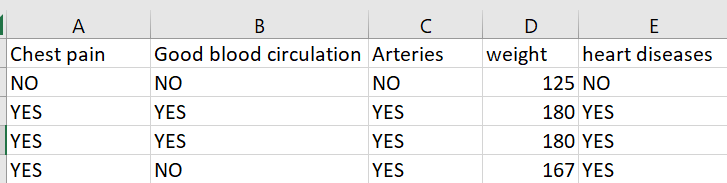 A B C D E
Chest pain Good blood circulation Arteries weight heart diseases
NO NO NO 125 NO
YES YES YES 180 YES
YES YES YES 180 YES
YES NO YES 167 YES